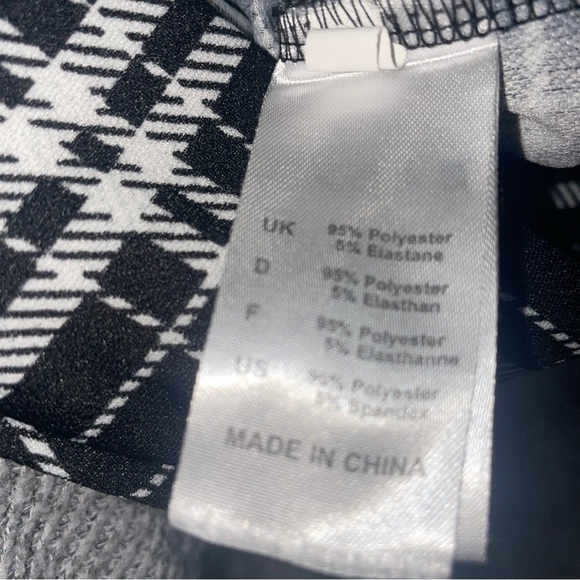 UK 95% Polyester
5% Elastane
D 95% Polyester
5% Elasthan
F 95% Polyester
5% Elasthanne
US 95% Polyester
5% Spandex
MADE IN CHINA